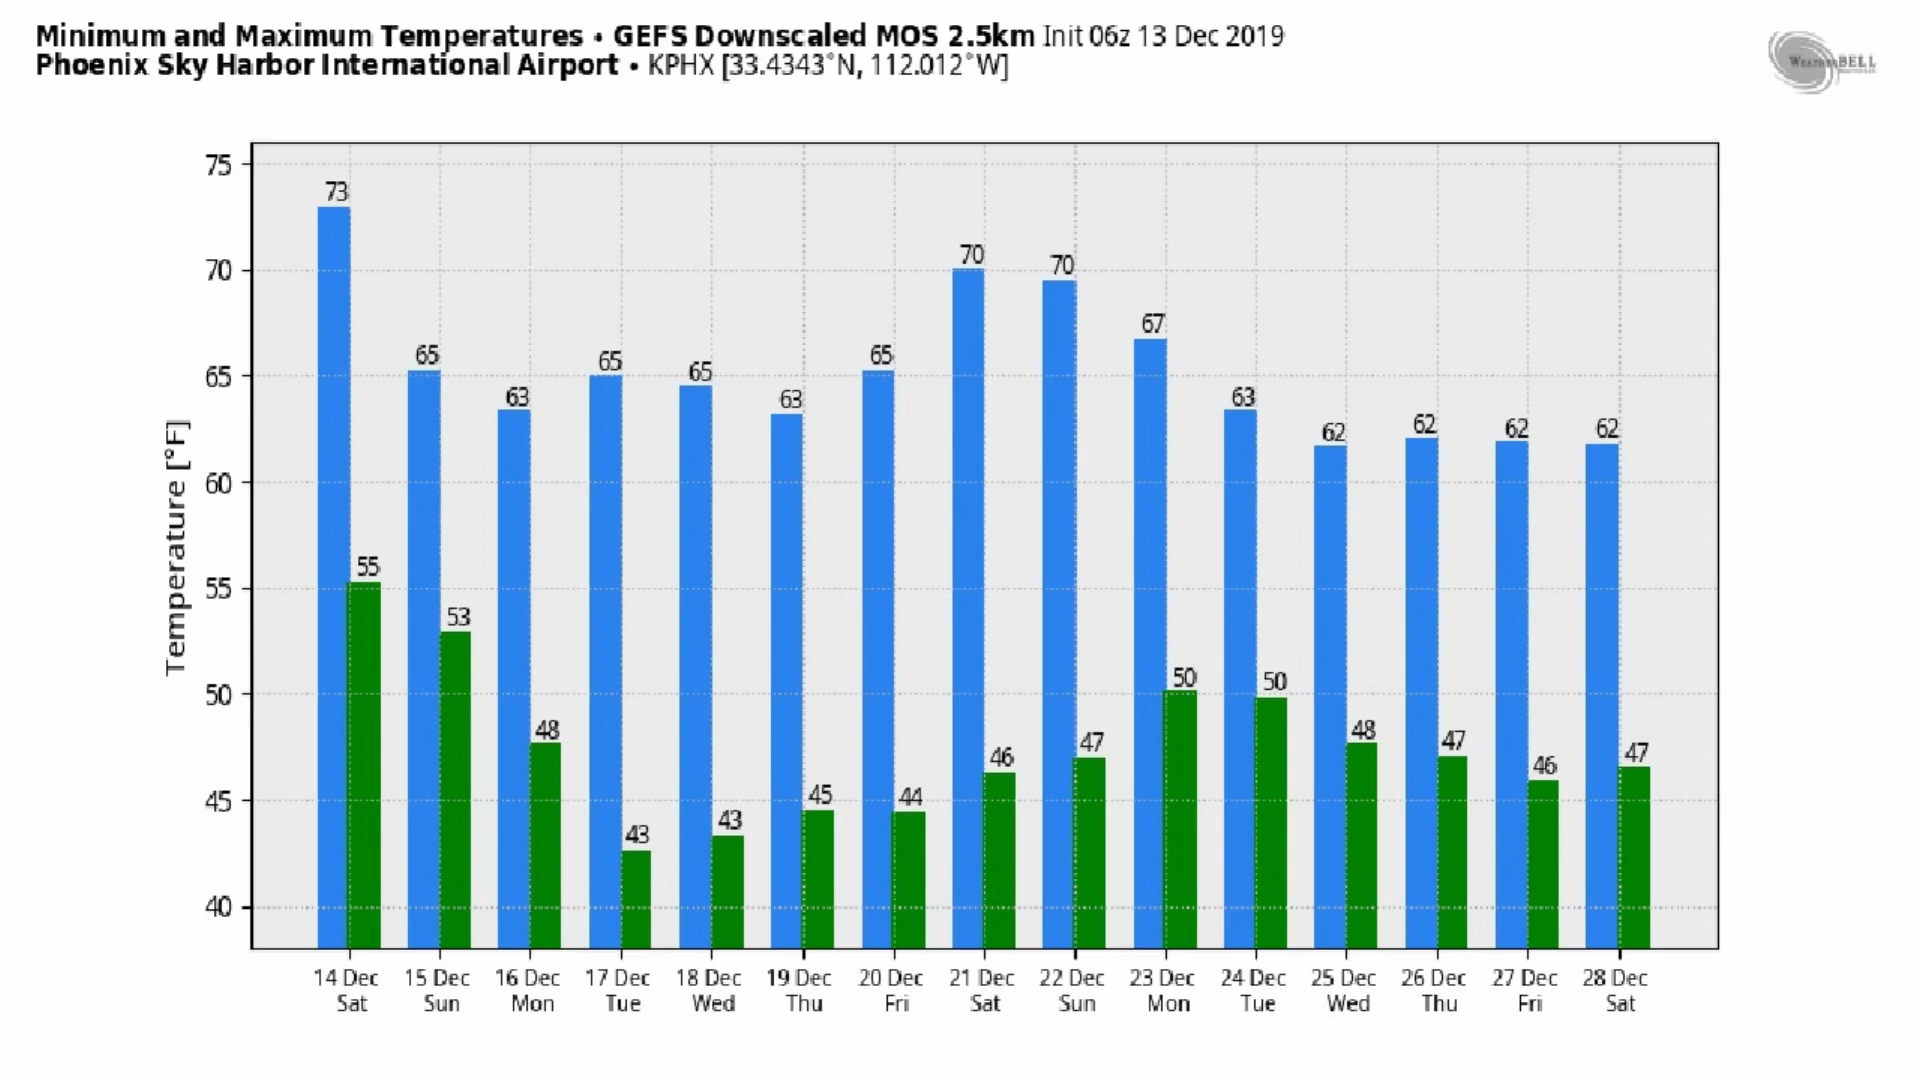 Minimum and Maximum Temperatures • GEFS Downscaled MOS 2.5km Init 06z 13 Dec 2019
Phoenix Sky Harbor International Airport • KPHX [33.4343°N, 112.012°W]
WEATHERBELL
Temperature [°F]
75
70
65
60
55
50
45
40
73 65 63 65 65 63 65 70 70 67 63 62 62 62 62
55 53 48 43 43 45 44 46 47 50 50 48 47 46 47
14 Dec 15 Dec 16 Dec 17 Dec 18 Dec 19 Dec 20 Dec 21 Dec 22 Dec 23 Dec 24 Dec 25 Dec 26 Dec 27 Dec 28 Dec
Sat Sun Mon Tue Wed Thu Fri Sat Sun Mon Tue Wed Thu Fri Sat